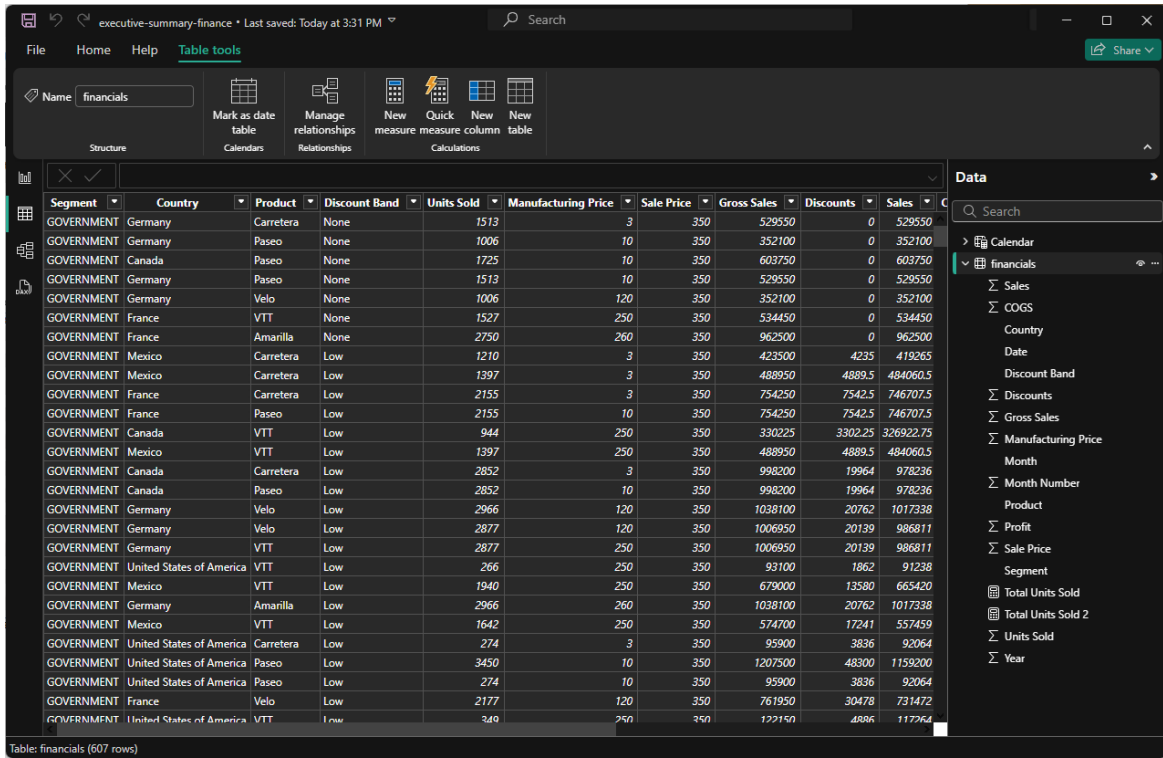 executive-summary-finance • Last saved: Today at 3:31 PM
Search
File Home Help Table tools
Share
Name financials
Mark as date table
Manage relationships
New measure
Quick measure
New column
New table
Structure Calendars Relationships Calculations
Data
Segment Country Product Discount Band Units Sold Manufacturing Price Sale Price Gross Sales Discounts Sales C
GOVERNMENT Germany Carretera None 1513 3 350 529550 0 529550
GOVERNMENT Germany Paseo None 1006 10 350 352100 0 352100
GOVERNMENT Canada Paseo None 1725 10 350 603750 0 603750
GOVERNMENT Germany Paseo None 1513 10 350 529550 0 529550
GOVERNMENT Germany Velo None 1006 120 350 352100 0 352100
GOVERNMENT France VTT None 1527 250 350 534450 0 534450
GOVERNMENT France Amarilla None 2750 260 350 962500 0 962500
GOVERNMENT Mexico Carretera Low 1210 3 350 423500 4235 419265
GOVERNMENT Mexico Carretera Low 1397 3 350 488950 4889.5 484060.5
GOVERNMENT France Carretera Low 2155 3 350 754250 7542.5 746707.5
GOVERNMENT France Paseo Low 2155 10 350 754250 7542.5 746707.5
GOVERNMENT Canada VTT Low 944 250 350 330225 3302.25 326922.75
GOVERNMENT Mexico VTT Low 1397 250 350 488950 4889.5 484060.5
GOVERNMENT Canada Carretera Low 2852 3 350 998200 19964 978236
GOVERNMENT Canada Paseo Low 2852 10 350 998200 19964 978236
GOVERNMENT Germany Velo Low 2966 120 350 1038100 20762 1017338
GOVERNMENT Germany Velo Low 2877 120 350 1006950 20139 986811
GOVERNMENT Germany VTT Low 2877 250 350 1006950 20139 986811
GOVERNMENT United States of America VTT Low 266 250 350 93100 1862 91238
GOVERNMENT Mexico VTT Low 1940 250 350 679000 13580 665420
GOVERNMENT Germany Amarilla Low 2966 260 350 1038100 20762 1017338
GOVERNMENT Mexico VTT Low 1642 250 350 574700 17241 557459
GOVERNMENT United States of America Carretera Low 274 3 350 95900 3836 92064
GOVERNMENT United States of America Paseo Low 3450 10 350 1207500 48300 1159200
GOVERNMENT United States of America Paseo Low 274 10 350 95900 3836 92064
GOVERNMENT France Velo Low 2177 120 350 761950 30478 731472
GOVERNMENT United States of America VTT Low 349 250 350 122150 4886 117264
Search
Calendar
financials
Sales
COGS
Country
Date
Discount Band
Discounts
Gross Sales
Manufacturing Price
Month
Month Number
Product
Profit
Sale Price
Segment
Total Units Sold
Total Units Sold 2
Units Sold
Year
Table: financials (607 rows)